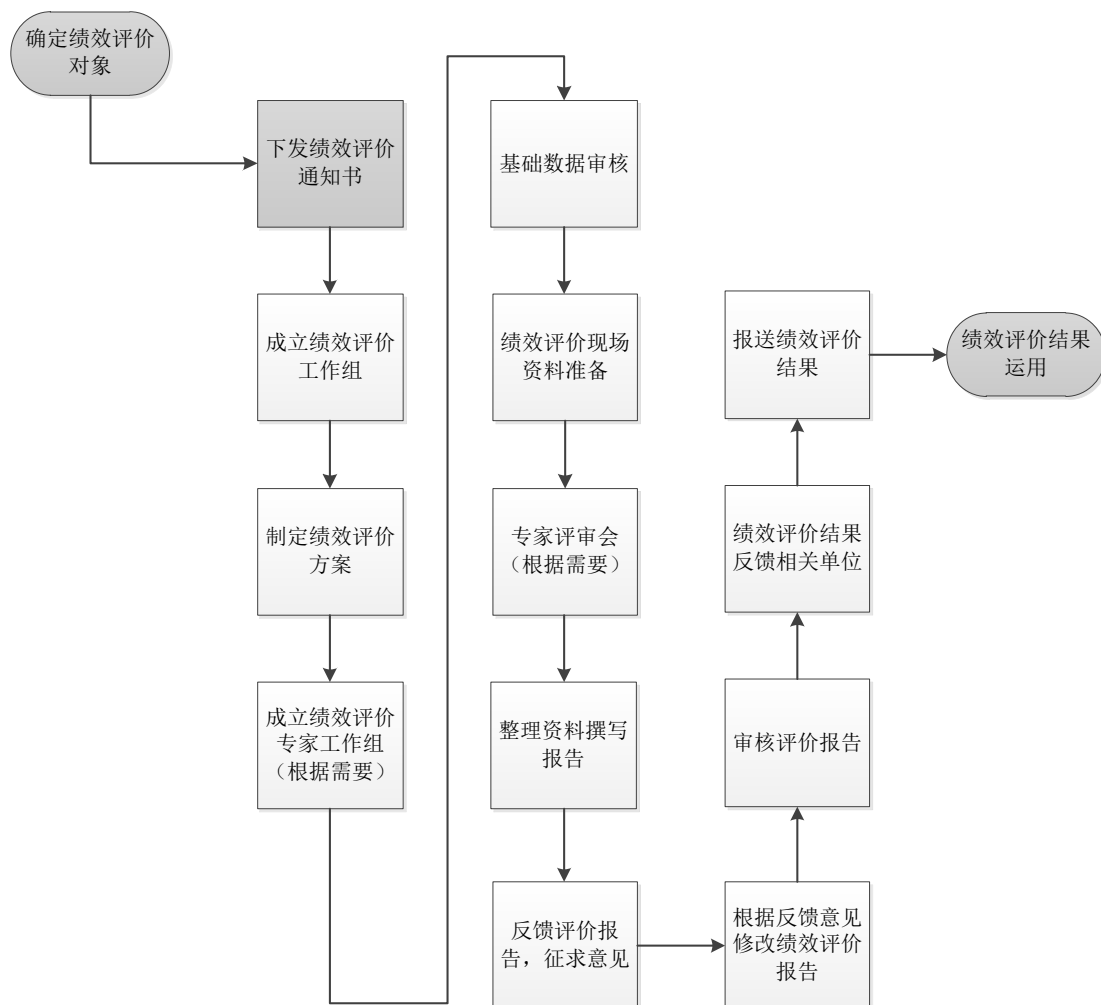 确定绩效评价
对象
下发绩效评价
通知书
成立绩效评价
工作组
制定绩效评价
方案
成立绩效评价
专家工作组
（根据需要）
基础数据审核
绩效评价现场
资料准备
专家评审会
（根据需要）
整理资料撰写
报告
反馈评价报
告，征求意见
根据反馈意见
修改绩效评价
报告
审核评价报告
绩效评价结果
反馈相关单位
报送绩效评价
结果
绩效评价结果
运用